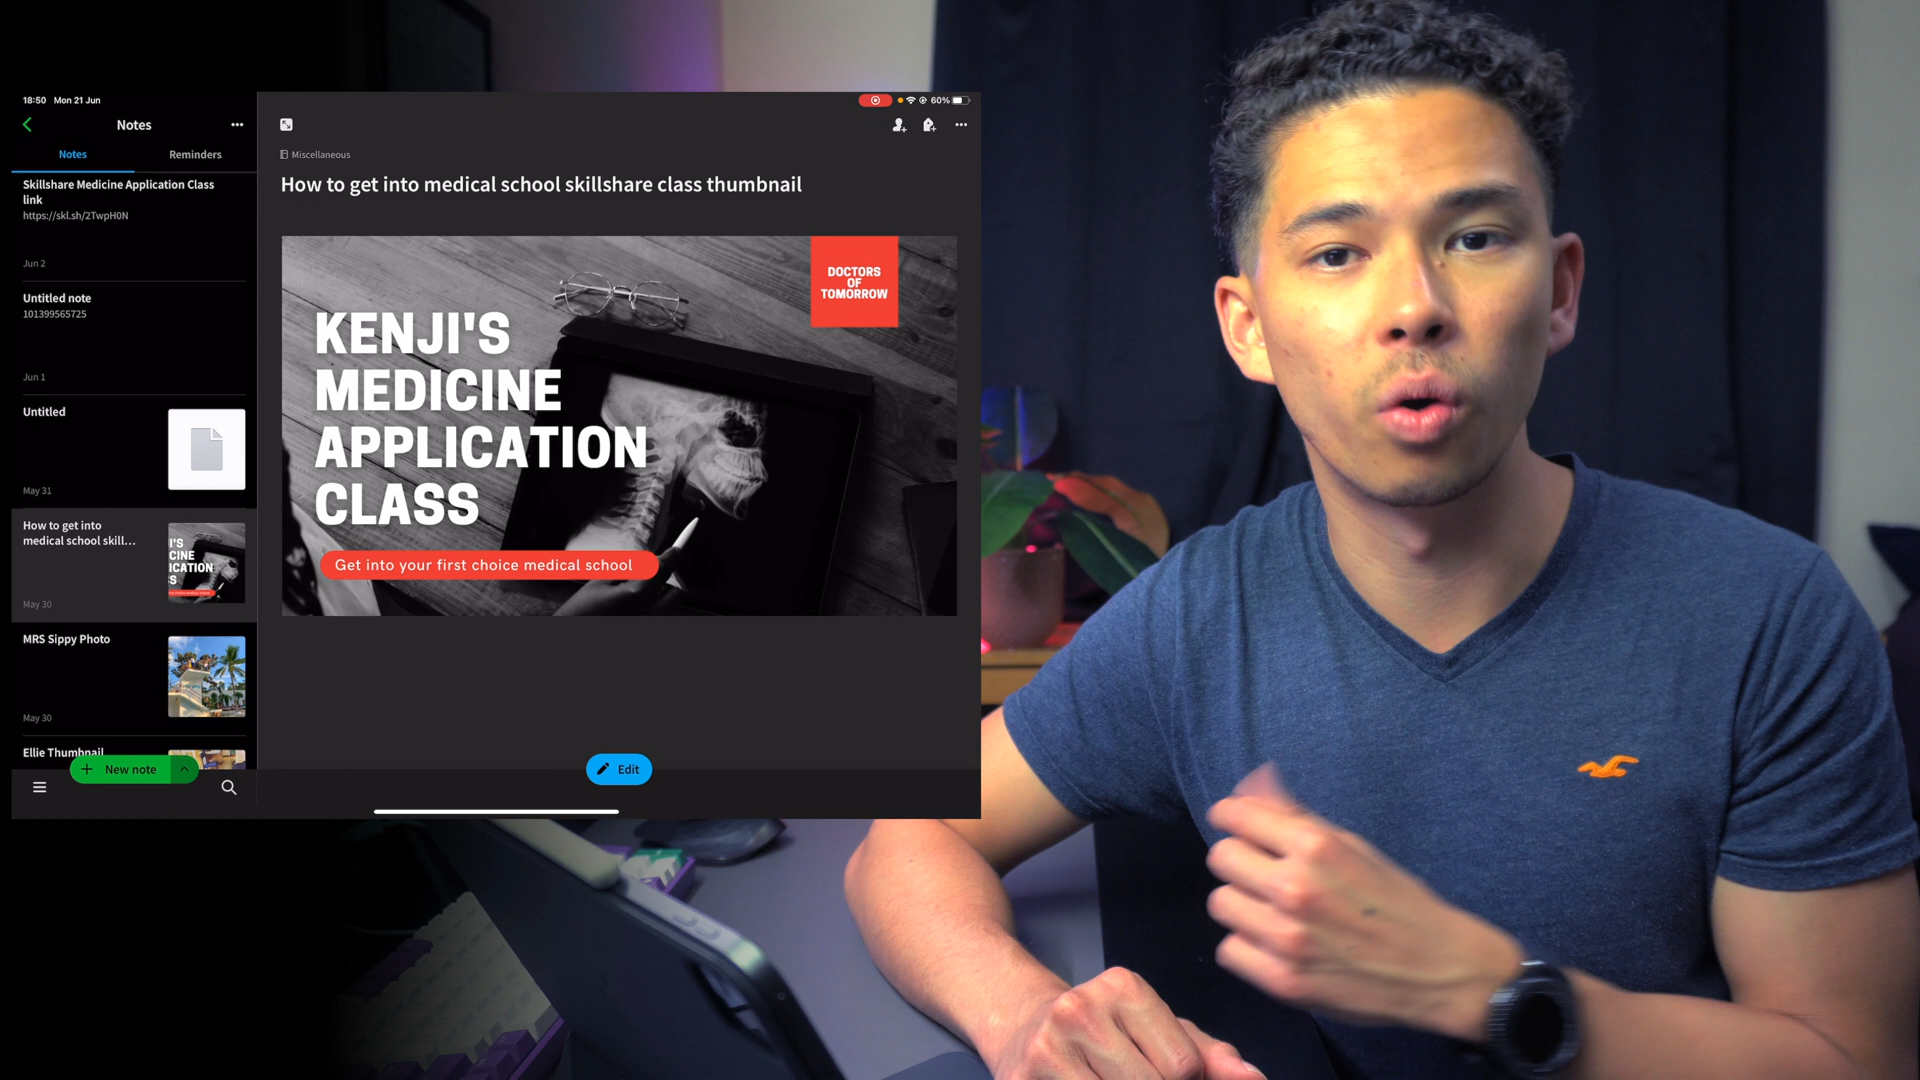 18:50 Mon 21 Jun
60%
Notes
Notes
Reminders
Skillshare Medicine Application Class
link
https://skl.sh/2TwpH0N
Jun 2
Untitled note
101399565725
Jun 1
Untitled
May 31
How to get into
medical school skill...
May 30
MRS Sippy Photo
May 30
Ellie Thumbnail
New note
Miscellaneous
How to get into medical school skillshare class thumbnail
DOCTORS
OF
TOMORROW
KENJI'S
MEDICINE
APPLICATION
CLASS
Get into your first choice medical school
Edit
I'S
CINE
ICATION
S